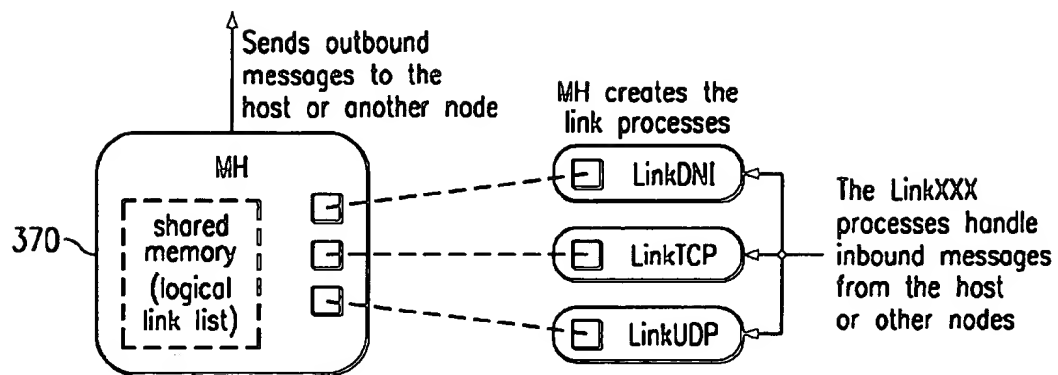 Sends outbound
messages to the
host or another node
MH creates the
link processes
MH
370
shared
memory
(logical
link list)
LinkDNI
LinkTCP
LinkUDP
The LinkXXX
processes handle
inbound messages
from the host
or other nodes